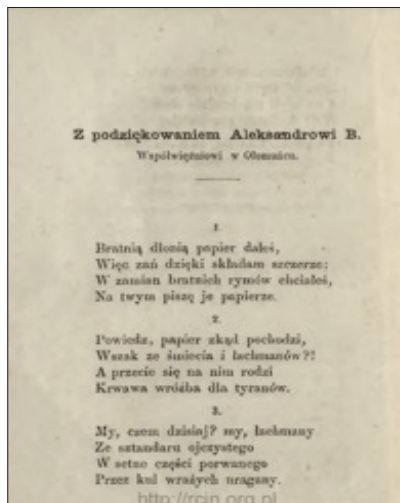 Z podziękowaniem Aleksandrowi B.
Współwięźniowi w Ołomuńcu.
1.
Bratnią dłonią papier dałeś,
Więc zań dzięki składam szczerze;
W zamian bratnich rymów chciałeś,
Na twym piszę je papierze.
2.
Powiedz, papier zkąd pochodzi,
Wszak ze śmiecia i łachmanów?!
A przecie się na nim rodzi
Krwawa wróżba dla tyranów.
3.
My, czem dzisiaj? my, łachmany
Ze sztandaru ojczystego
W setne części porwanego
Przez kul wrażych uragany.
http://rcin.org.pl